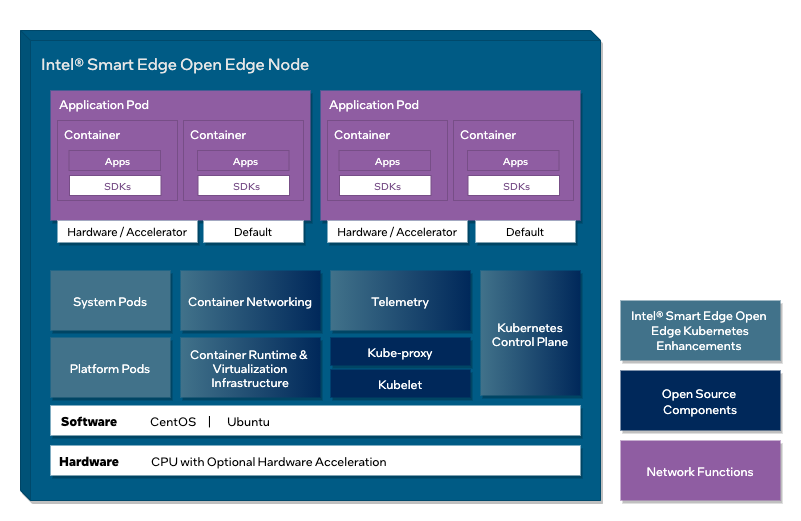 Intel® Smart Edge Open Edge Node
Application Pod
Container
Apps
SDKs
Container
Apps
SDKs
Hardware / Accelerator
Default
Application Pod
Container
Apps
SDKs
Container
Apps
SDKs
Hardware / Accelerator
Default
System Pods
Container Networking
Telemetry
Kubernetes
Control Plane
Platform Pods
Container Runtime &
Virtualization
Infrastructure
Kube-proxy
Kubelet
Software CentOS | Ubuntu
Hardware CPU with Optional Hardware Acceleration
Intel® Smart Edge Open
Edge Kubernetes
Enhancements
Open Source
Components
Network Functions